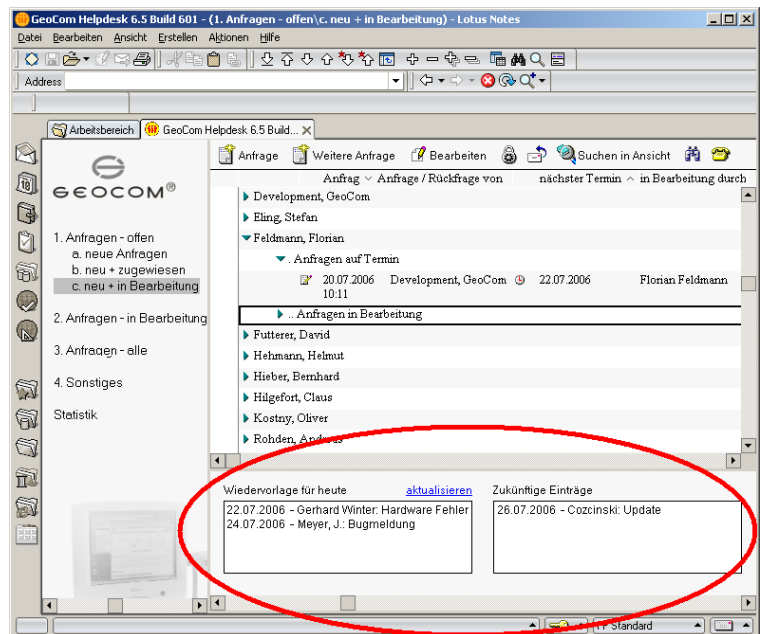 GeoCom Helpdesk 6.5 Build 601 - (1. Anfragen - offen\c. neu + in Bearbeitung) - Lotus Notes
Datei Bearbeiten Ansicht Erstellen Aktionen Hilfe
Address
Arbeitsbereich GeoCom Helpdesk 6.5 Build...
Anfrage Weitere Anfrage Bearbeiten Suchen in Ansicht
Anfrag Anfrage / Rückfrage von nächster Termin in Bearbeitung durch
GEOCOM®
1. Anfragen - offen
a. neue Anfragen
b. neu + zugewiesen
c. neu + in Bearbeitung
2. Anfragen - in Bearbeitung
3. Anfragen - alle
4. Sonstiges
Statistik
Development, GeoCom
Eling, Stefan
Feldmann, Florian
. Anfragen auf Termin
20.07.2006 Development, GeoCom 22.07.2006 Florian Feldmann
10:11
.. Anfragen in Bearbeitung
Futterer, David
Hehmann, Helmut
Hieber, Bernhard
Hilgefort, Claus
Kostny, Oliver
Rohden, Andreas
Wiedervorlage für heute aktualisieren Zukünftige Einträge
22.07.2006 - Gerhard Winter: Hardware Fehler
24.07.2006 - Meyer, J.: Bugmeldung
26.07.2006 - Cozcinski: Update
Standard